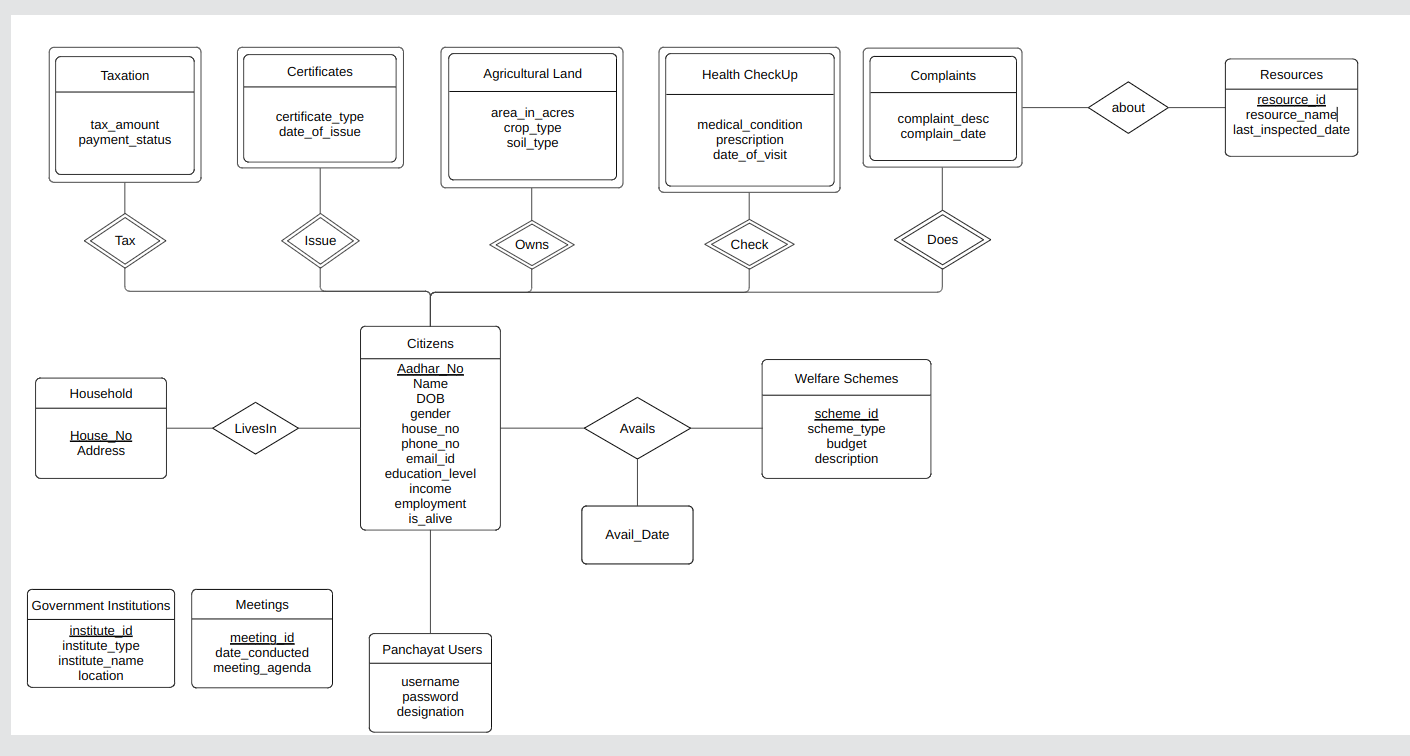 Taxation
tax_amount
payment_status
Certificates
certificate_type
date_of_issue
Agricultural Land
area_in_acres
crop_type
soil_type
Health CheckUp
medical_condition
prescription
date_of_visit
Complaints
complaint_desc
complain_date
about
Resources
resource_id
resource_name
last_inspected_date
Tax
Issue
Owns
Check
Does
Citizens
Aadhar_No
Name
DOB
gender
house_no
phone_no
email_id
education_level
income
employment
is_alive
Household
House_No
Address
LivesIn
Avails
Avail_Date
Welfare Schemes
scheme_id
scheme_type
budget
description
Government Institutions
institute_id
institute_type
institute_name
location
Meetings
meeting_id
date_conducted
meeting_agenda
Panchayat Users
username
password
designation